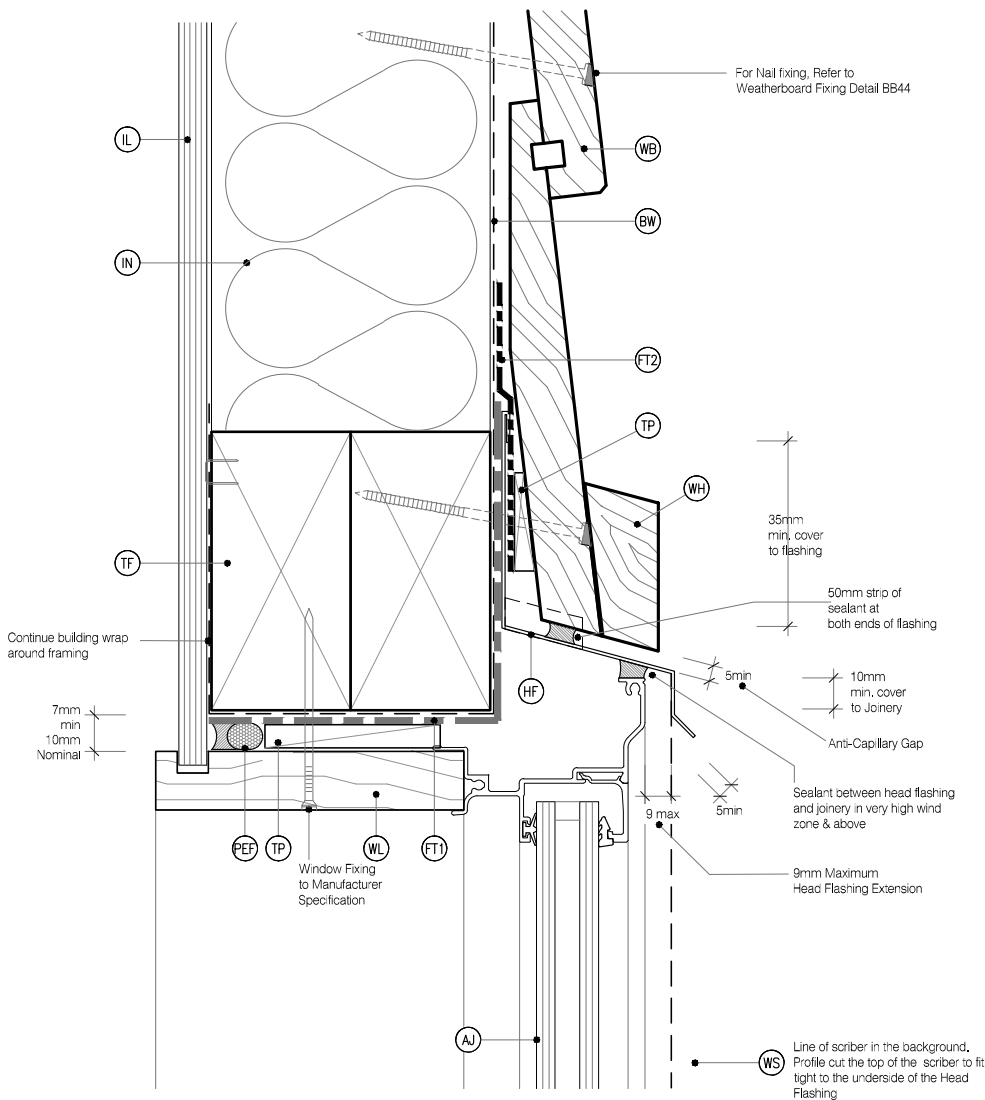 For Nail fixing, Refer to
Weatherboard Fixing Detail BB44
IL
WB
BW
IN
FT2
TP
WH
35mm
min. cover
to flashing
TF
50mm strip of
sealant at
both ends of flashing
Continue building wrap
around framing
HF
5min
10mm
min. cover
to Joinery
7mm
min
10mm
Nominal
Anti-Capillary Gap
Sealant between head flashing
and joinery in very high wind
zone & above
5min
9 max
PEF
TP
WL
FT1
Window Fixing
to Manufacturer
Specification
9mm Maximum
Head Flashing Extension
AJ
WS
Line of scriber in the background.
Profile cut the top of the scriber to fit
tight to the underside of the Head
Flashing